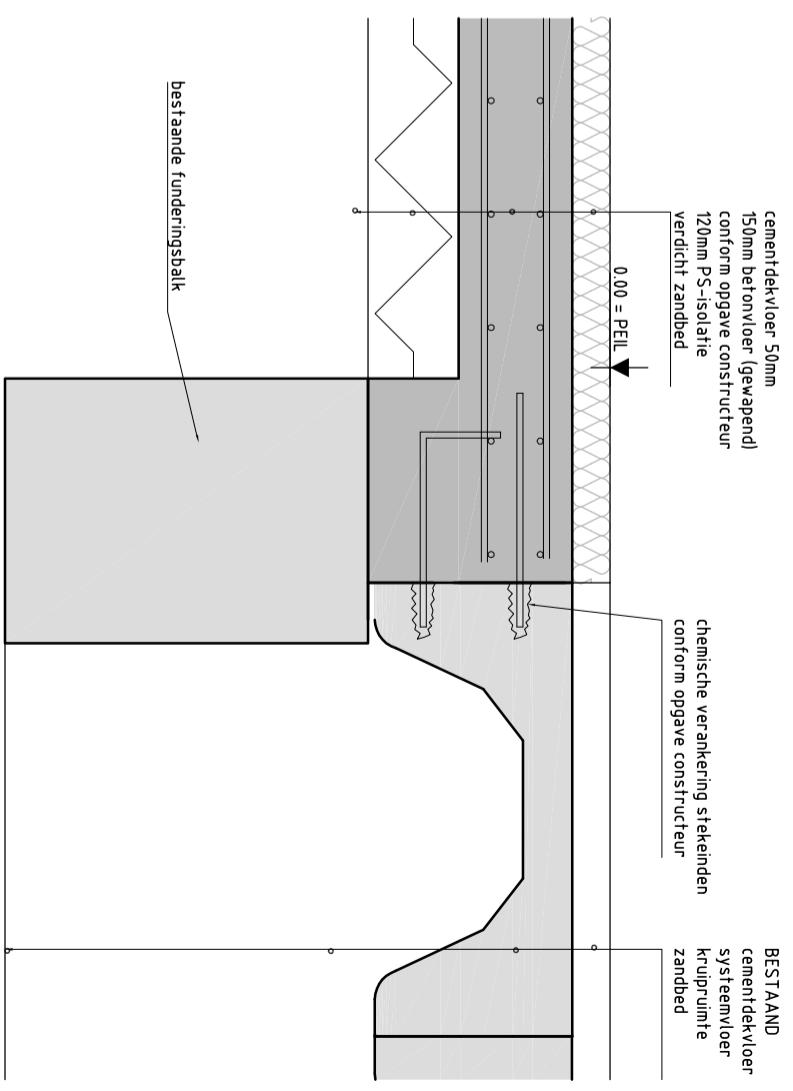 cementdekvloer 50mm
150mm betonvloer (gewapend)
conform opgave constructeur
120mm PS-isolatie
verdicht zandbed
0.00 = PEIL
bestaande funderingsbalk
chemische verankering stekeinden
conform opgave constructeur
BESTAAND
cementdekvloer
systeemvloer
kruipruimte
zandbed